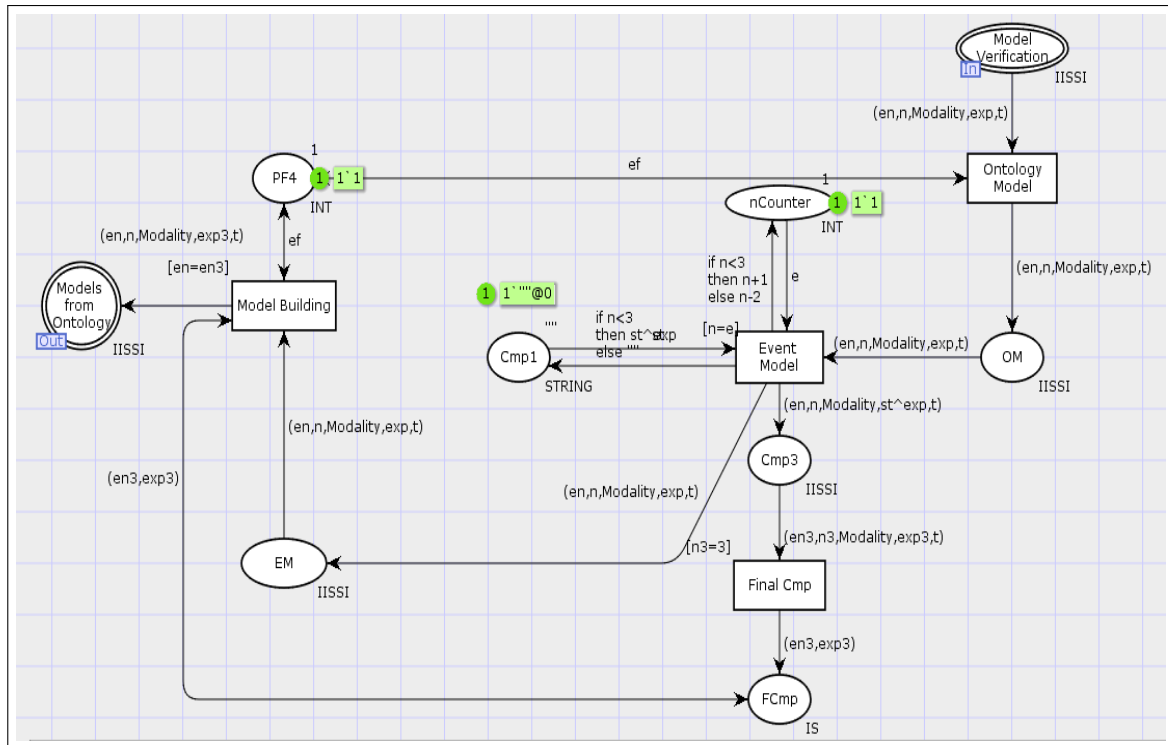 Model
Verification
In
IISSI
(en,n,Modality,exp,t)
1
PF4
1 1`1
INT
ef
Ontology
Model
1
nCounter
1 1`1
INT
(en,n,Modality,exp3,t)
ef
[en=en3]
if n<3
then n+1
else n-2
e
(en,n,Modality,exp,t)
Models
from
Ontology
Out
IISSI
Model Building
1 1`""@0
""
if n<3
then st^exp
else ""
st
[n=e]
Cmp1
STRING
Event
Model
(en,n,Modality,exp,t)
OM
IISSI
(en,n,Modality,st^exp,t)
(en,n,Modality,exp,t)
Cmp3
IISSI
(en3,exp3)
(en,n,Modality,exp,t)
(en3,n3,Modality,exp3,t)
[n3=3]
EM
IISSI
Final Cmp
(en3,exp3)
FCmp
IS